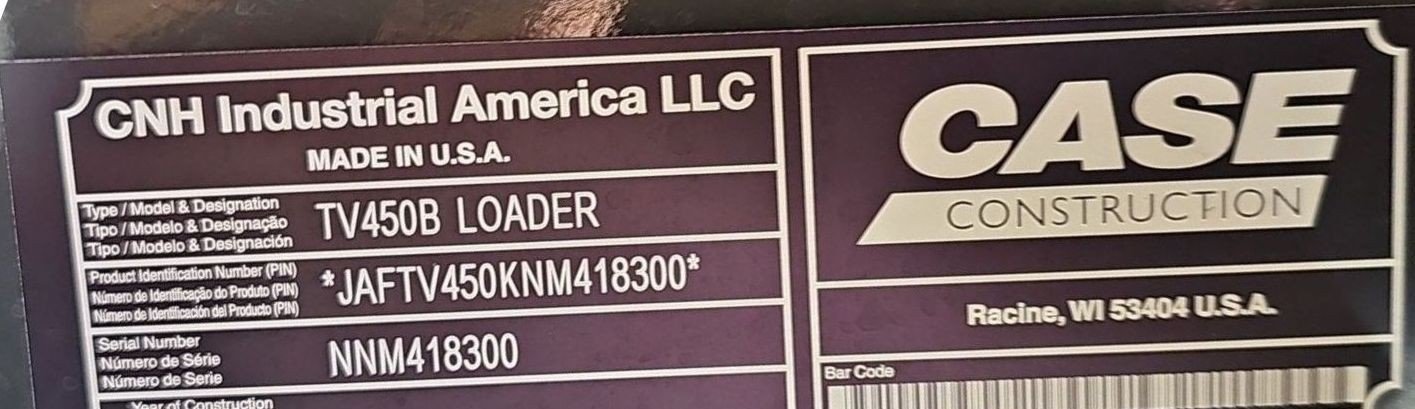 CNH Industrial America LLC
MADE IN U.S.A.
Type / Model & Designation
Tipo / Modelo & Designação
Tipo / Modelo & Designación
TV450B LOADER
Product Identification Number (PIN)
Número de Identificação do Produto (PIN)
Número de Identificación del Producto (PIN)
*JAFTV450KNM418300*
Serial Number
Número de Série
Número de Serie
NNM418300
Year of Construction
CASE
CONSTRUCTION
Racine, WI 53404 U.S.A.
Bar Code